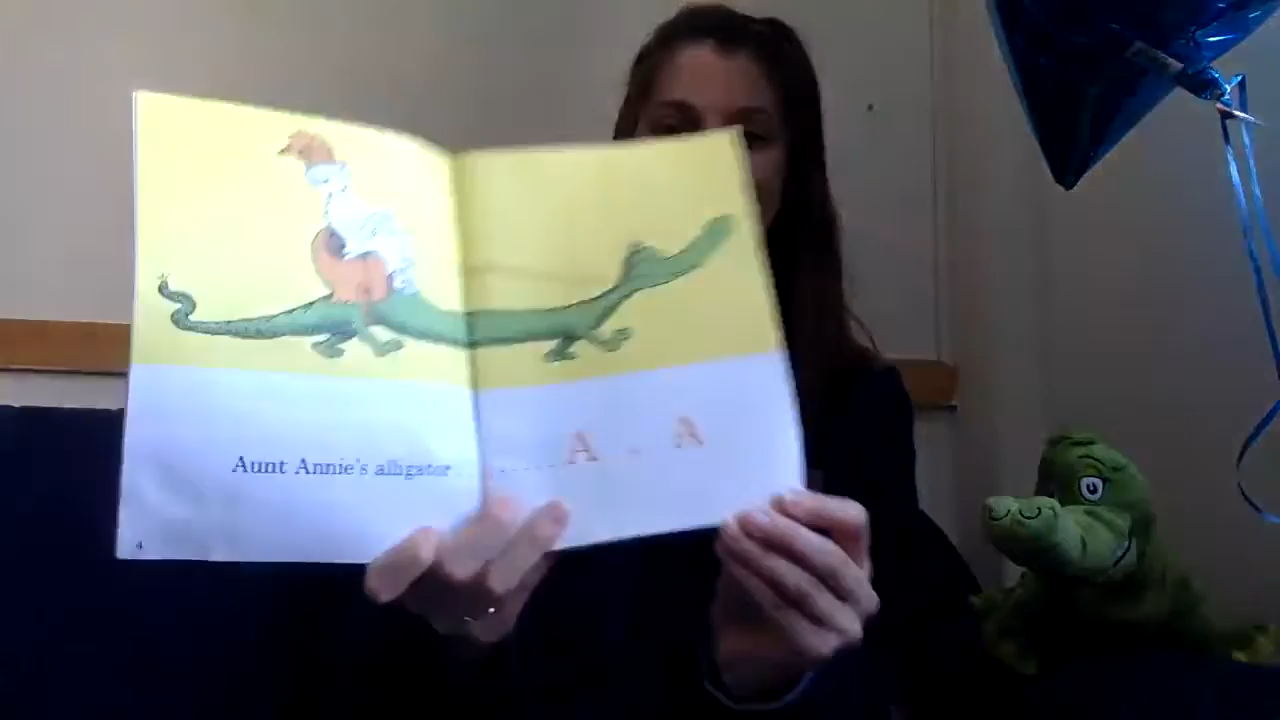 Aunt Annie's alligator . . . . . . . A . . A
4